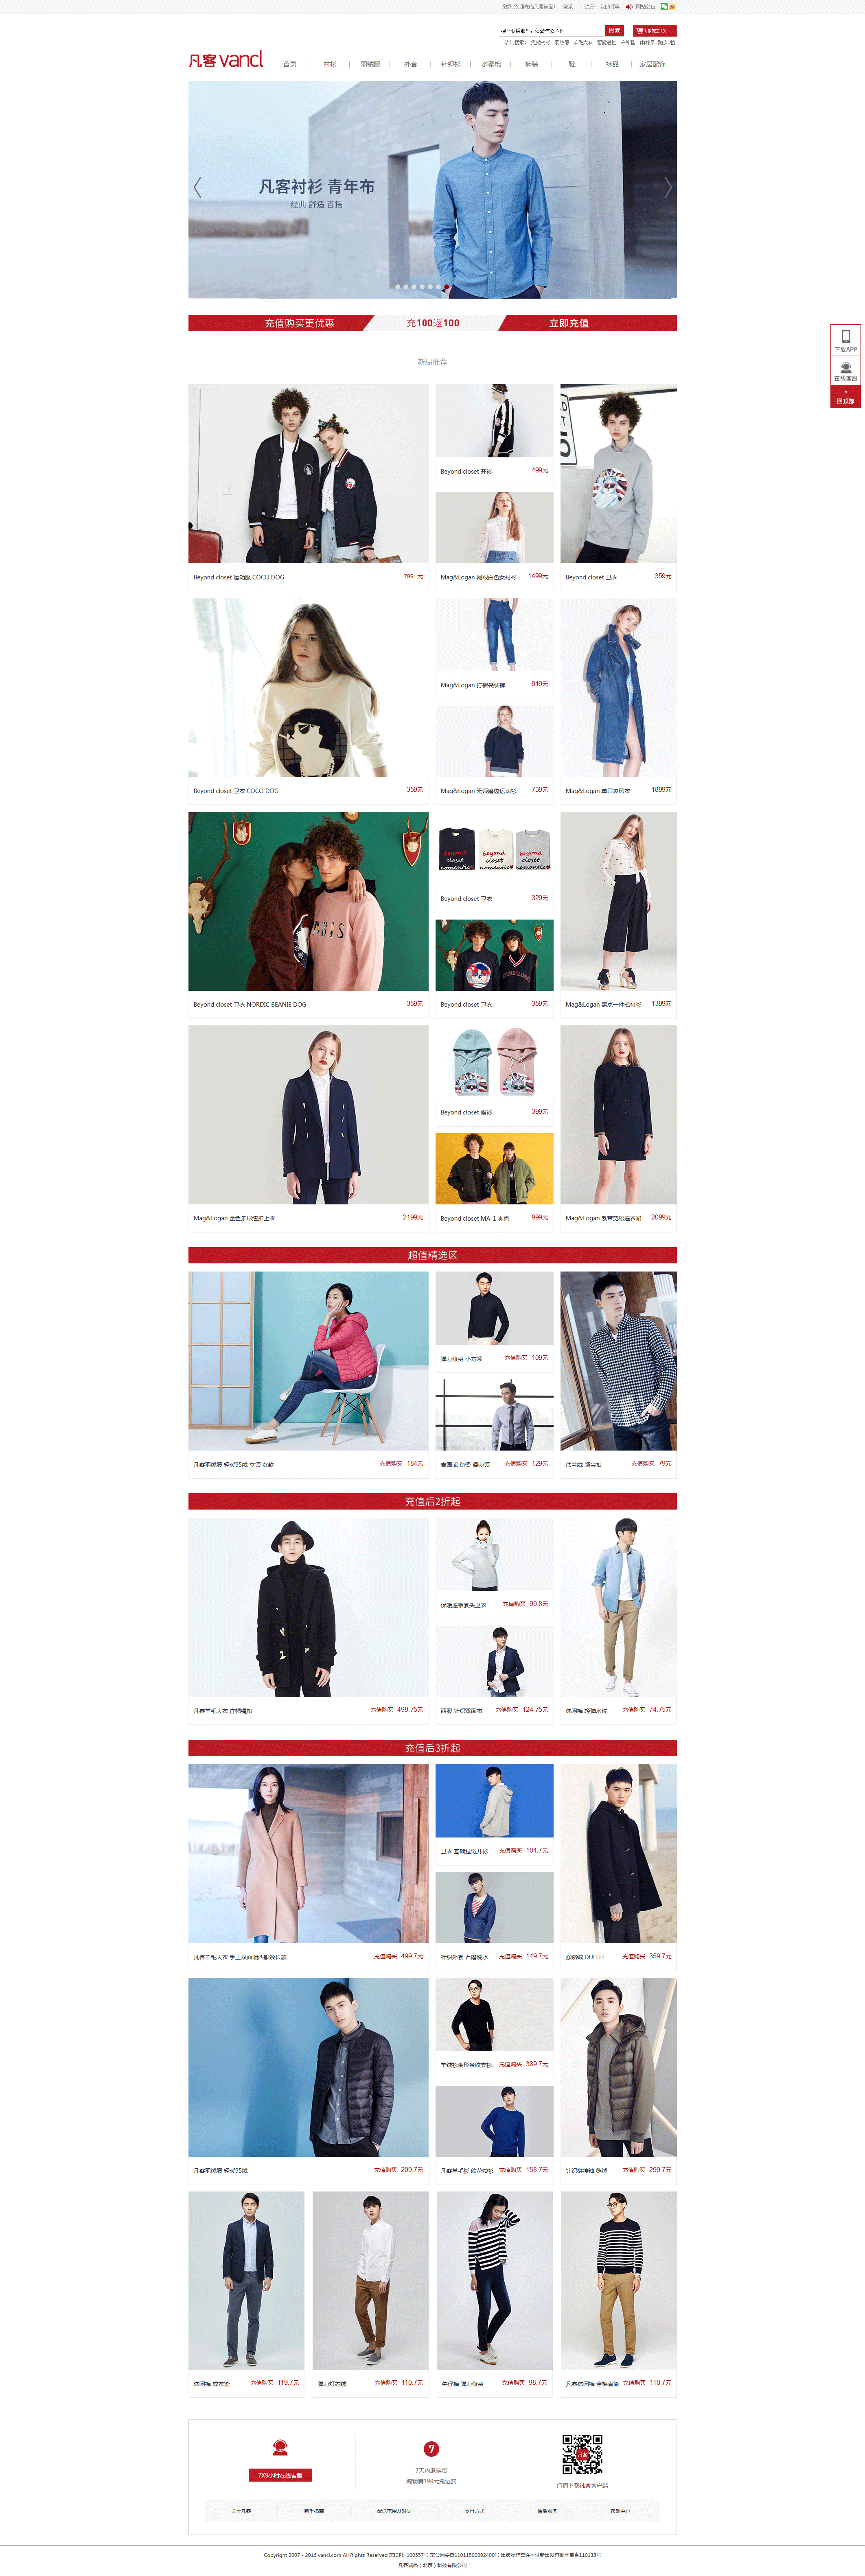 您好,欢迎光临凡客诚品! 登录 | 注册 我的订单 网站公告
搜“羽绒服”,体验与众不同 搜索 购物车(0)
热门搜索: 免烫衬衫 羽绒服 羊毛大衣 智能温控 户外鞋 休闲裤
凡客 vancl 首页 | 衬衫 | 羽绒服 | 外套 | 针织衫 | 水柔棉 | 裤装 | 鞋 | 袜品 | 家居配饰
凡客衬衫 青年布
经典 舒适 百搭
充值购买更优惠 充100返100 立即充值
下载APP
在线客服
^
回顶部
新品推荐
Beyond closet 开衫 499元
Beyond closet 运动服 COCO DOG 799 元
Mag&Logan 网眼白色女衬衫 1499元
Beyond closet 卫衣 359元
Mag&Logan 打褶袋状裤 919元
Beyond closet 卫衣 COCO DOG 359元
Mag&Logan 无领磨边运动衫 739元
Mag&Logan 单口袋风衣 1899元
beyond closet romantic
beyond closet romantic
beyond closet romantic
Beyond closet 卫衣 329元
Beyond closet 卫衣 NORDIC BEANIE DOG 359元
Beyond closet 卫衣 359元
Mag&Logan 黑点一件式衬衫 1399元
Beyond closet 帽衫 399元
Mag&Logan 金色条形纽扣上衣 2199元
Beyond closet MA-1 夹克 999元
Mag&Logan 系带宽松连衣裙 2099元
超值精选区
弹力修身 小方领 充值购买 109元
凡客羽绒服 轻暖95绒 立领 女款 充值购买 184元
吉国武 免烫 温莎领 充值购买 129元
法兰绒 领尖扣 充值购买 79元
充值后2折起
保暖连帽套头卫衣 充值购买 99.8元
凡客羊毛大衣 连帽绳扣 充值购买 499.75元
西服 针织双面布 充值购买 124.75元
休闲裤 轻弹水洗 充值购买 74.75元
充值后3折起
卫衣 基础拉链开衫 充值购买 104.7元
凡客羊毛大衣 手工双面呢西服领长款 充值购买 499.7元
针织外套 石磨洗水 充值购买 149.7元
强缩绒 DUFFEL 充值购买 359.7元
羊绒衫菱形条纹套衫 充值购买 389.7元
凡客羽绒服 轻暖95绒 充值购买 209.7元
凡客羊毛衫 纹花套衫 充值购买 158.7元
针织拼接袖 鹅绒 充值购买 299.7元
休闲裤 成衣染 充值购买 119.7元
弹力灯芯绒 充值购买 110.7元
牛仔裤 弹力修身 充值购买 98.7元
凡客休闲裤 全棉直筒 充值购买 110.7元
7X9小时在线客服
7
7天内退换货
购物满199元免运费
凡客
扫描下载凡客客户端
关于凡客 新手指南 配送范围及时间 支付方式 售后服务 帮助中心
Copyright 2007 - 2016 vancl.com All Rights Reserved 京ICP证100557号 京公网安备11011502002400号 出版物经营许可证新出发京批字第直110138号
凡客诚品（北京）科技有限公司